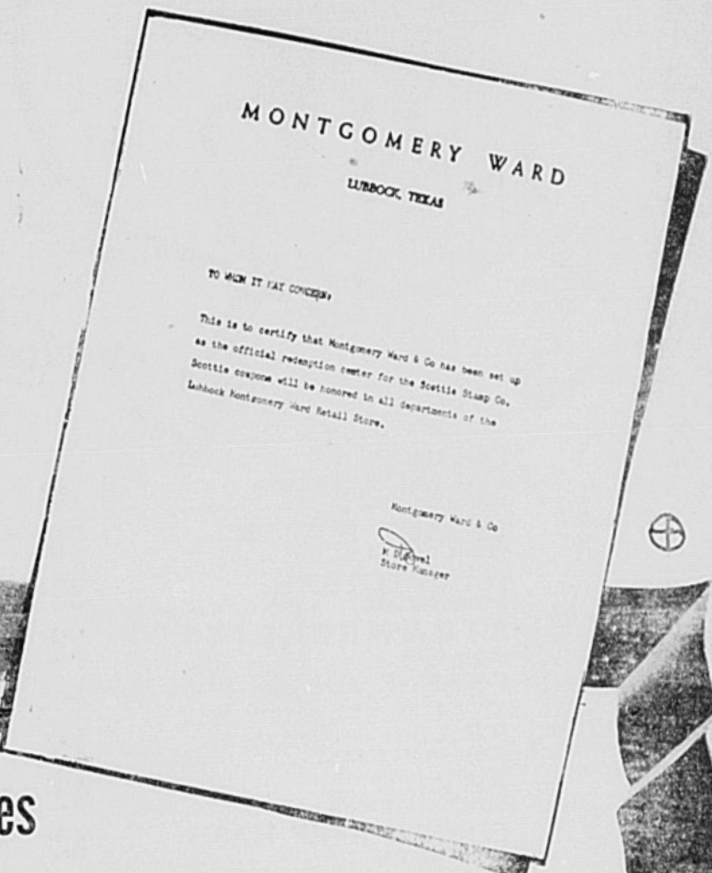 MONTGOMERY WARD
LUBBOCK, TEXAS
TO WHOM IT MAY CONCERN:
This is to certify that Montgomery Ward & Co has been set up
as the official redemption center for the Scottie Stamp Co.
Scottie coupons will be honored in all departments of the
Lubbock Montgomery Ward Retail Store.
Montgomery Ward & Co
Store Manager
es